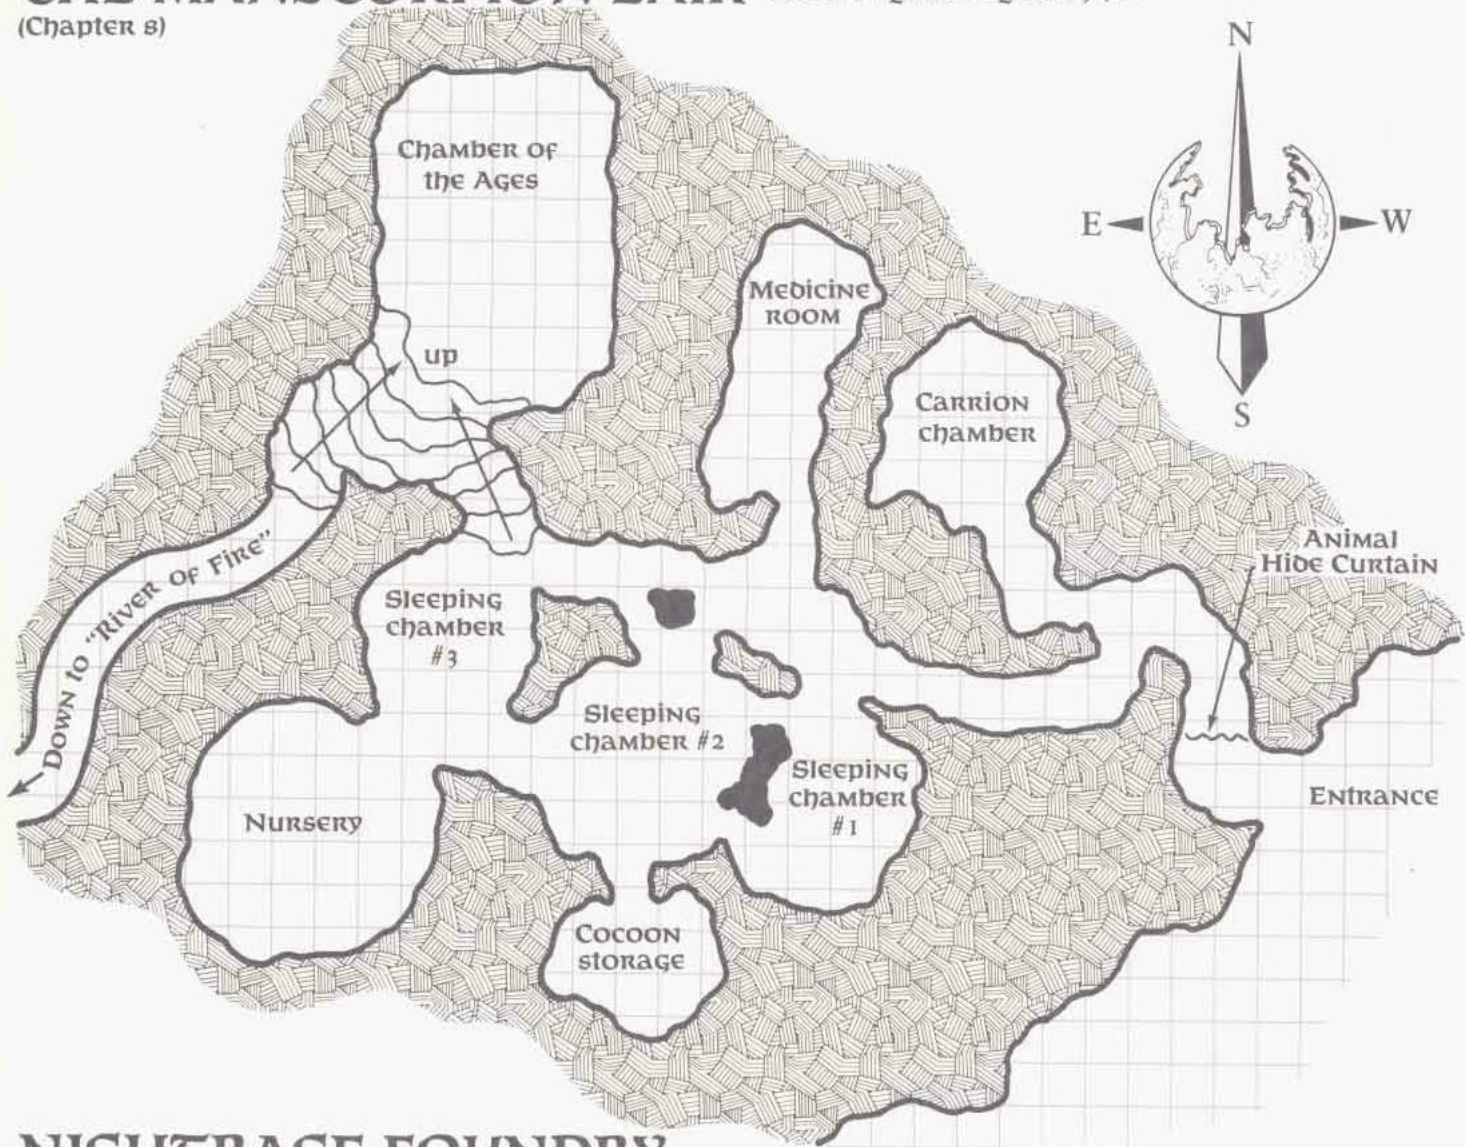 (Chapter 8)
N
E
W
S
Chamber of
the Ages
up
Medicine
Room
Carrion
chamber
Animal
Hide Curtain
Down to "River of Fire"
Sleeping
chamber
#3
Sleeping
chamber #2
Sleeping
chamber
#1
Entrance
Nursery
Cocoon
storage